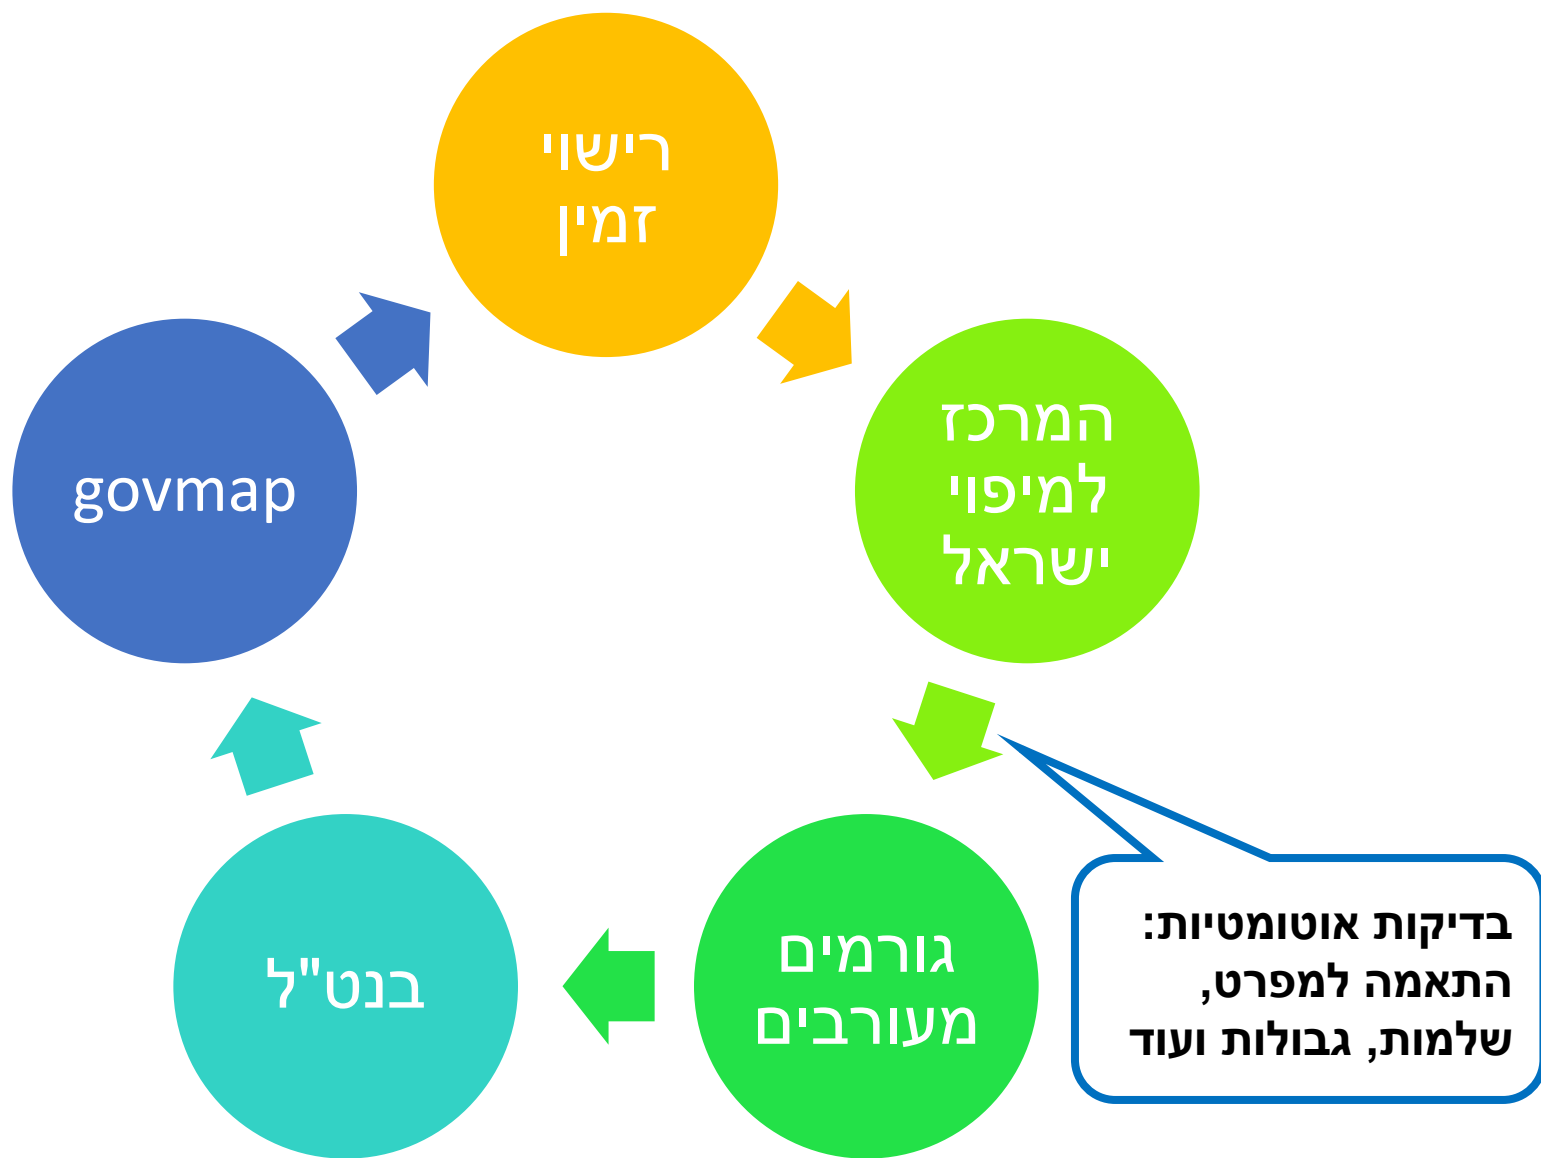 רישוי
זמין
המרכז
למיפוי
ישראל
בדיקות אוטומטיות:
התאמה למפרט,
שלמות, גבולות ועוד
גורמים
מעורבים
בנט"ל
govmap